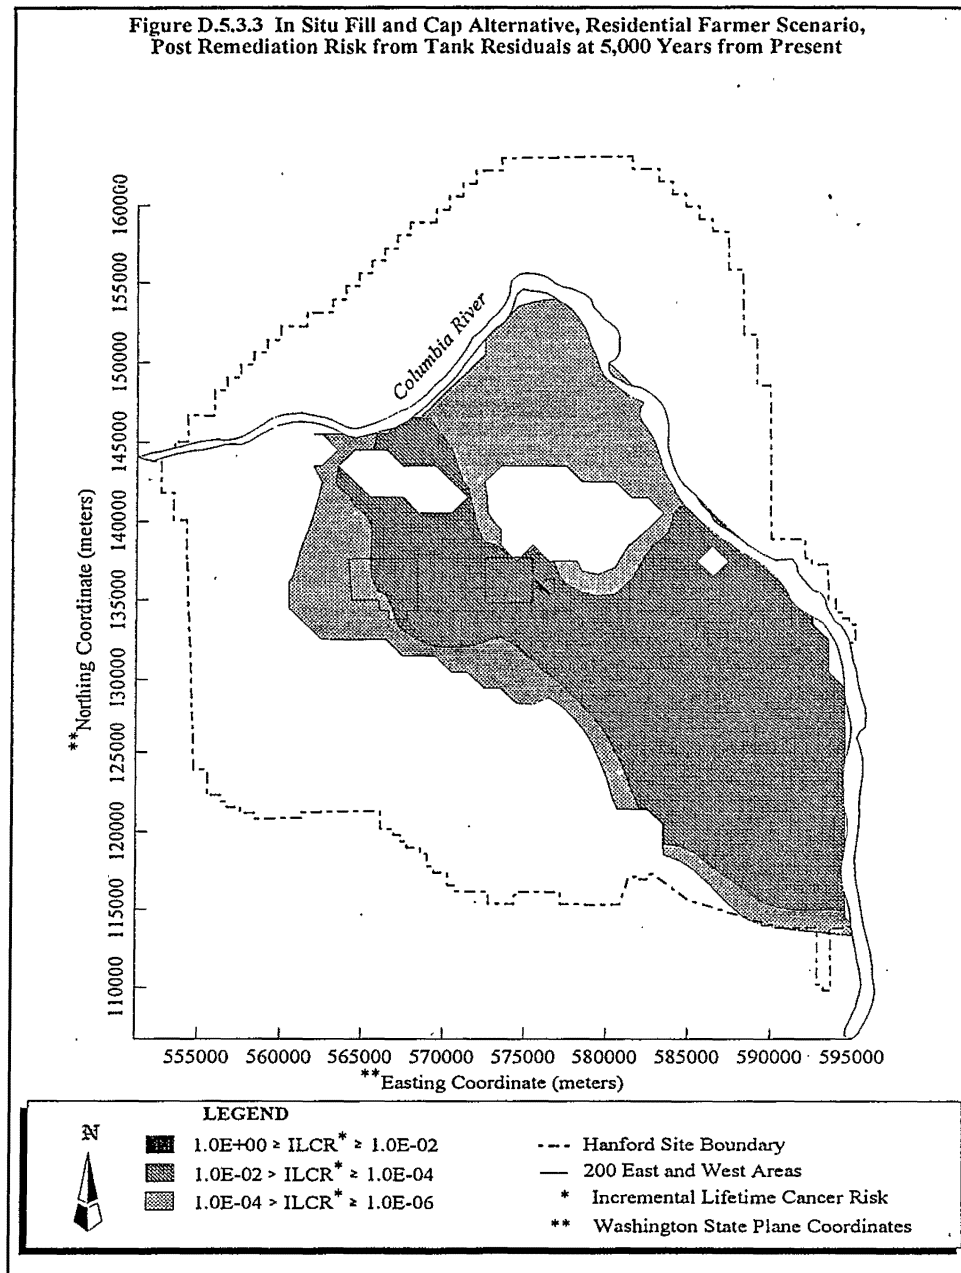 Figure D.5.3.3 In Situ Fill and Cap Alternative, Residential Farmer Scenario,
Post Remediation Risk from Tank Residuals at 5,000 Years from Present
160000
155000
150000
145000
140000
135000
130000
125000
120000
115000
110000
**Northing Coordinate (meters)
Columbia River
555000 560000 565000 570000 575000 580000 585000 590000 595000
**Easting Coordinate (meters)
LEGEND
N
1.0E+00 ≥ ILCR* ≥ 1.0E-02
1.0E-02 > ILCR* ≥ 1.0E-04
1.0E-04 > ILCR* ≥ 1.0E-06
Hanford Site Boundary
200 East and West Areas
* Incremental Lifetime Cancer Risk
** Washington State Plane Coordinates